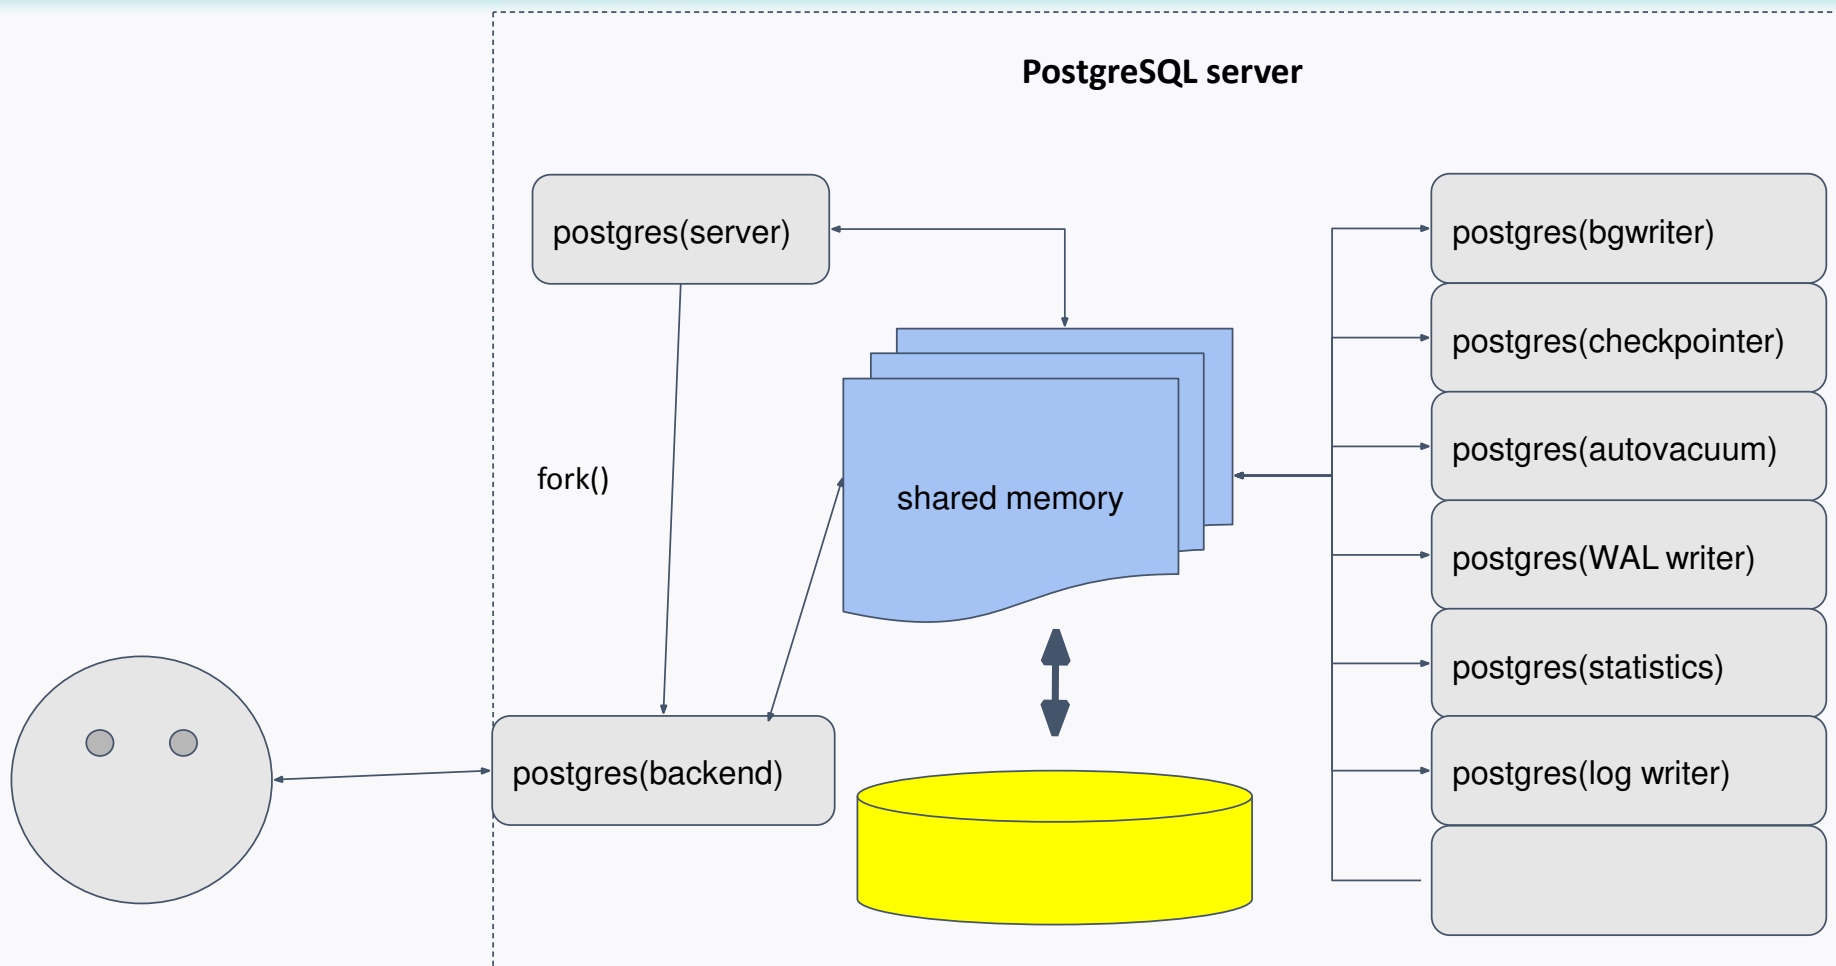 PostgreSQL server
postgres(server)
fork()
shared memory
postgres(backend)
postgres(bgwriter)
postgres(checkpointer)
postgres(autovacuum)
postgres(WAL writer)
postgres(statistics)
postgres(log writer)